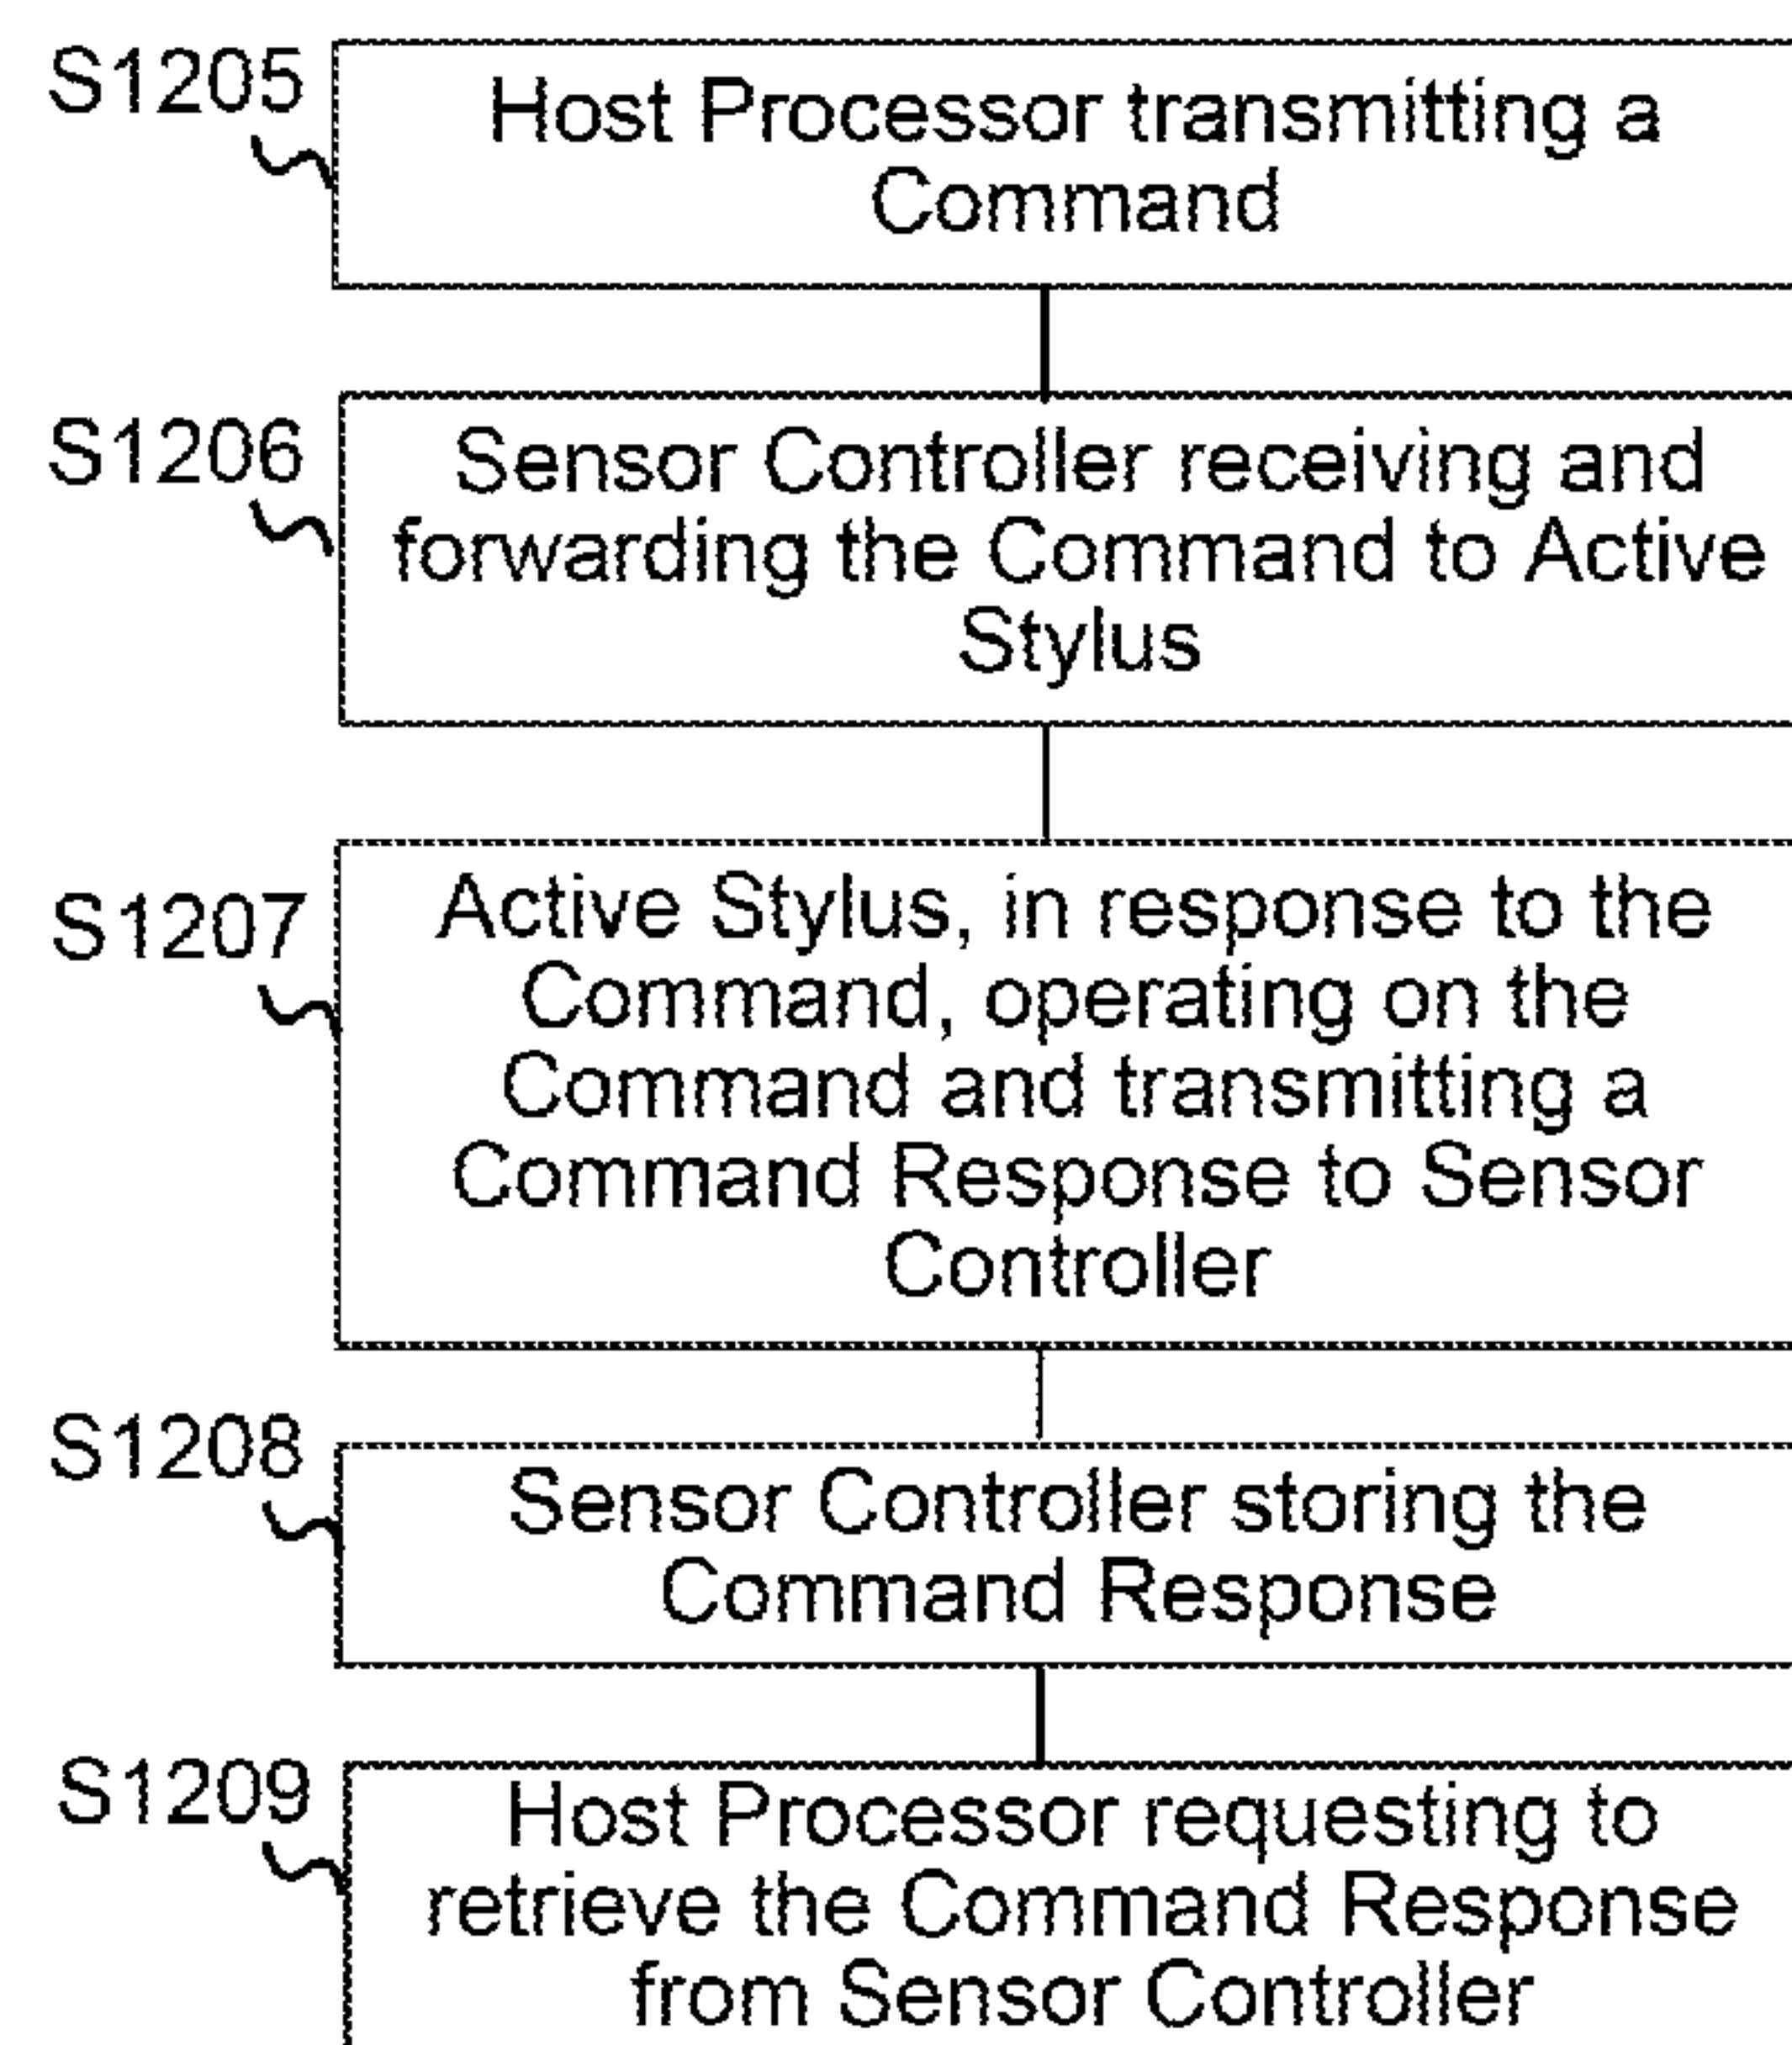 S1205
Host Processor transmitting a
Command
S1206
Sensor Controller receiving and
forwarding the Command to Active
Stylus
S1207
Active Stylus, in response to the
Command, operating on the
Command and transmitting a
Command Response to Sensor
Controller
S1208
Sensor Controller storing the
Command Response
S1209
Host Processor requesting to
retrieve the Command Response
from Sensor Controller